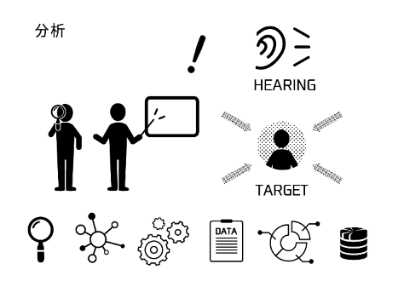 分析
HEARING
TARGET
DATA